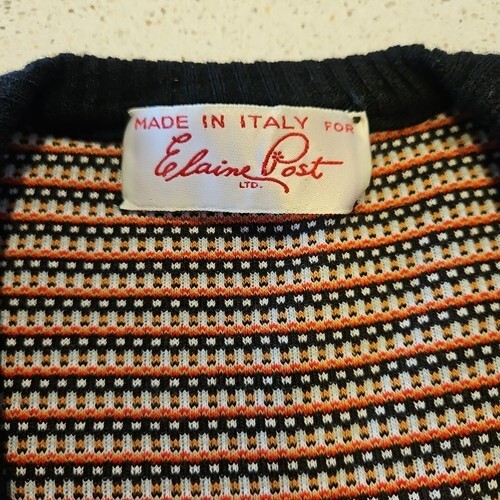 MADE IN ITALY FOR
Elaine Post
LTD.